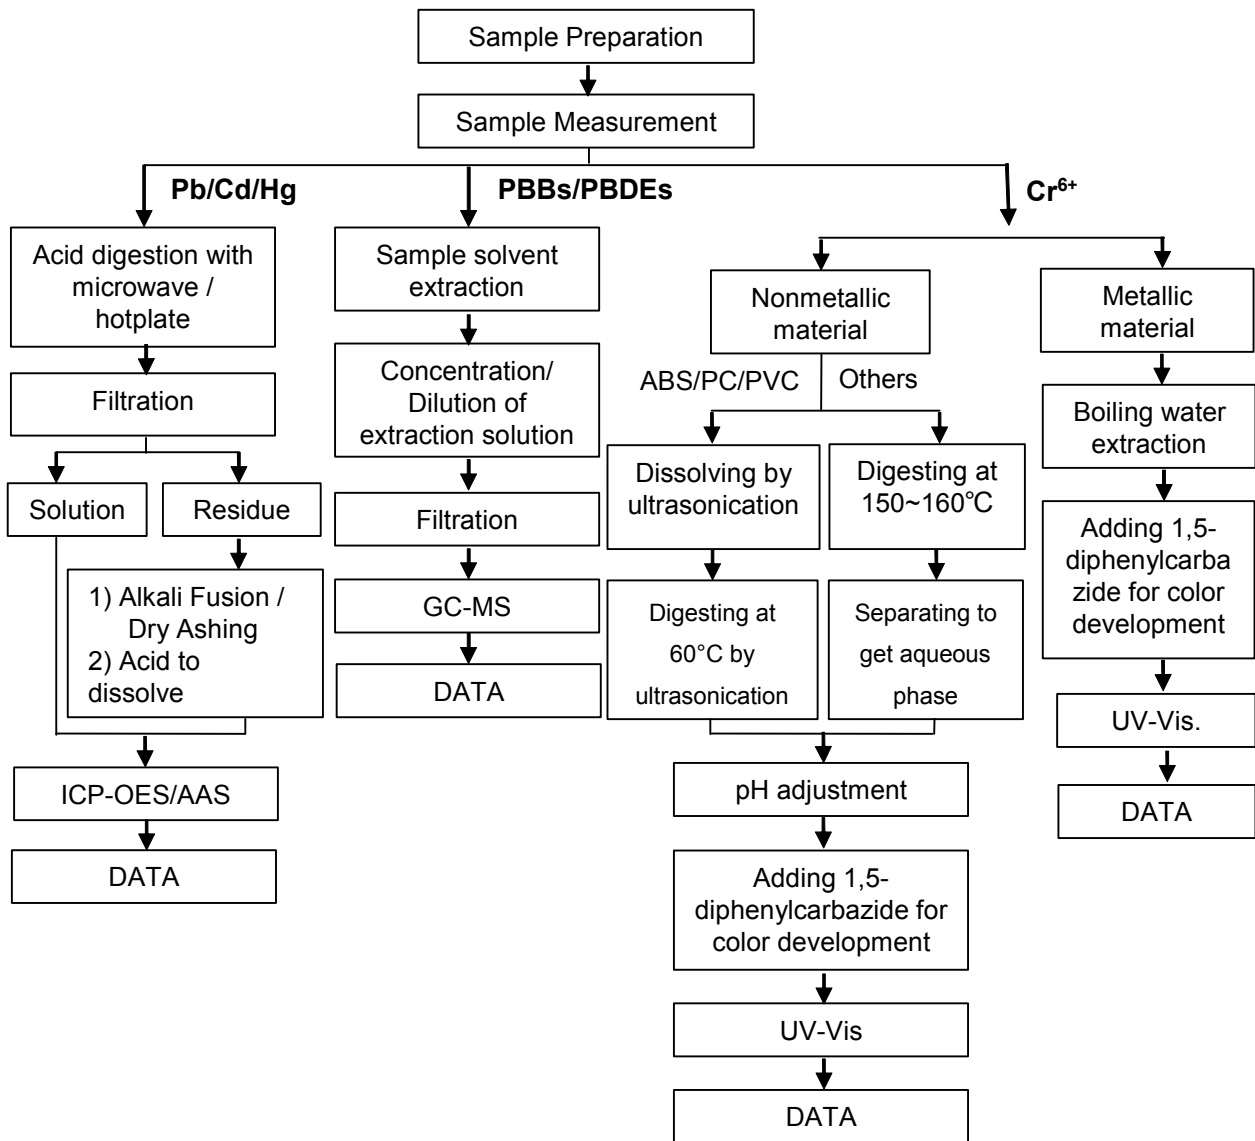 Sample Preparation
Sample Measurement
Pb/Cd/Hg
PBBs/PBDEs
Cr⁶⁺
Acid digestion with
microwave /
hotplate
Filtration
Solution
Residue
1) Alkali Fusion /
Dry Ashing
2) Acid to
dissolve
ICP-OES/AAS
DATA
Sample solvent
extraction
Concentration/
Dilution of
extraction solution
Filtration
GC-MS
DATA
Nonmetallic
material
ABS/PC/PVC
Others
Dissolving by
ultrasonication
Digesting at
60°C by
ultrasonication
Digesting at
150~160℃
Separating to
get aqueous
phase
pH adjustment
Adding 1,5-
diphenylcarbazide for
color development
UV-Vis
DATA
Metallic
material
Boiling water
extraction
Adding 1,5-
diphenylcarba
zide for color
development
UV-Vis.
DATA